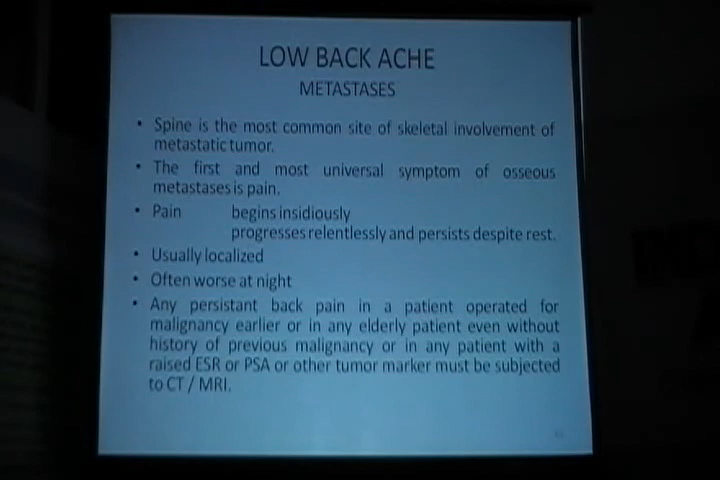 LOW BACK ACHE
METASTASES
• Spine is the most common site of skeletal involvement of
metastatic tumor.
• The first and most universal symptom of osseous
metastases is pain.
• Pain begins insidiously
progresses relentlessly and persists despite rest.
• Usually localized
• Often worse at night
• Any persistant back pain in a patient operated for
malignancy earlier or in any elderly patient even without
history of previous malignancy or in any patient with a
raised ESR or PSA or other tumor marker must be subjected
to CT / MRI.